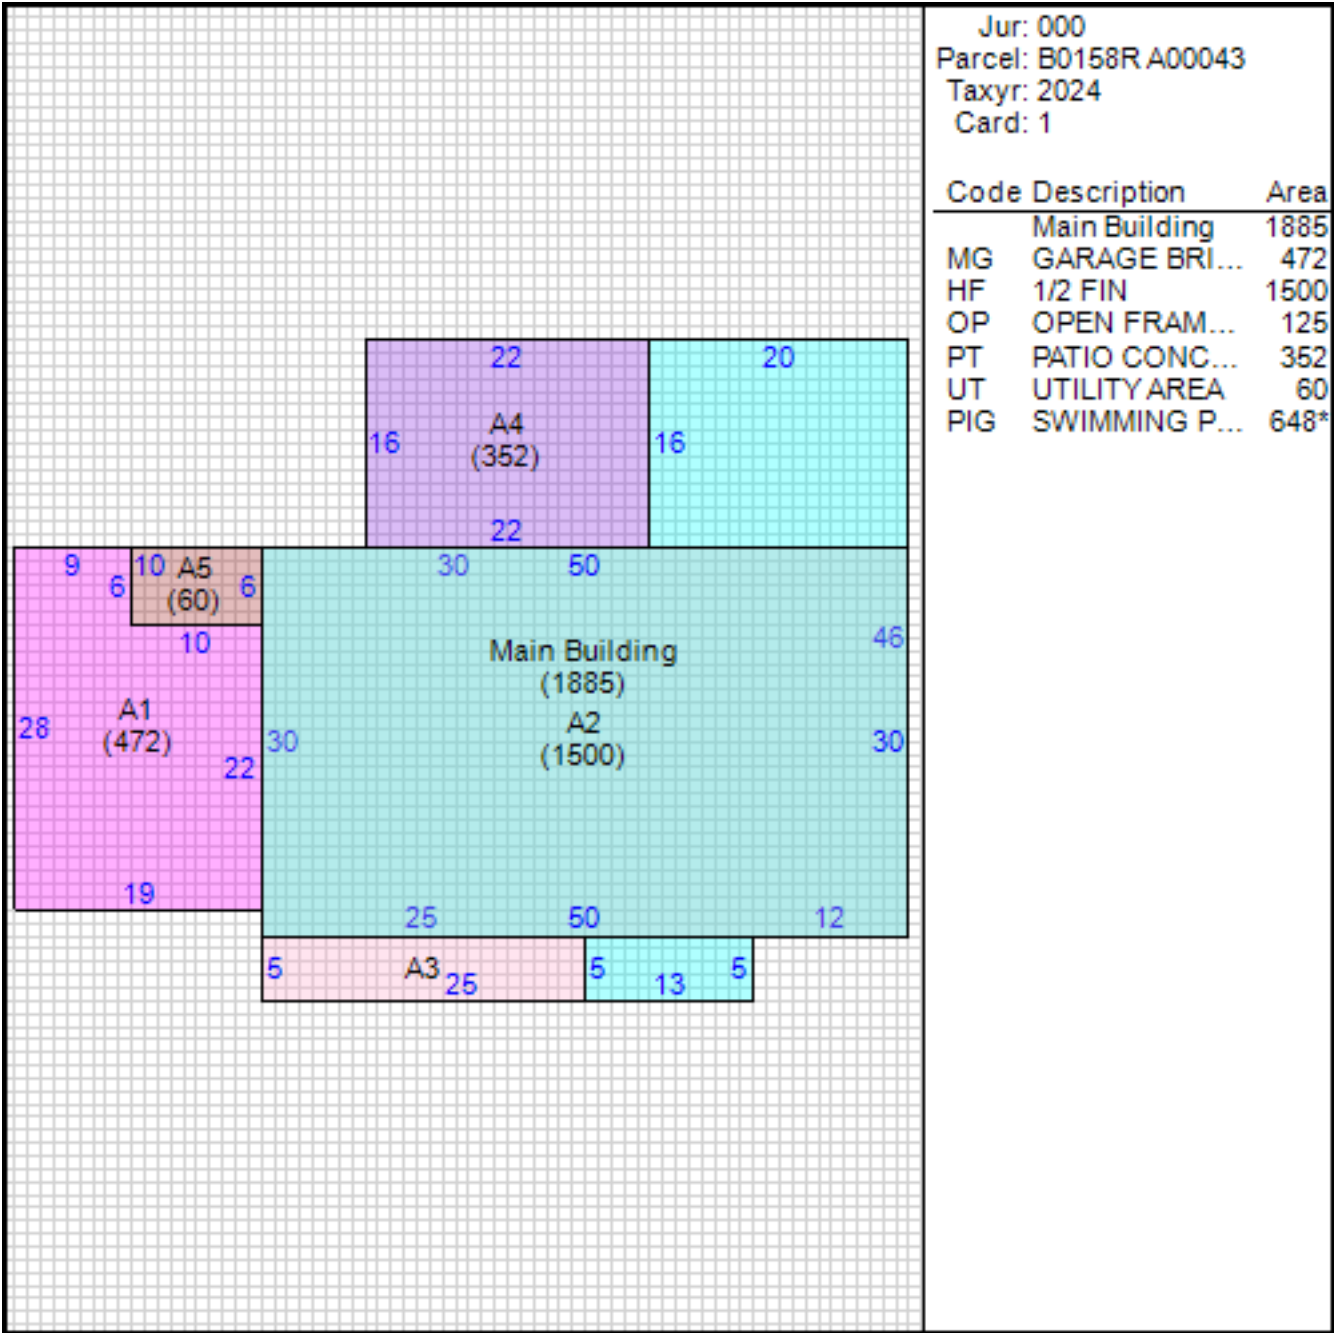 Jur: 000
Parcel: B0158R A00043
Taxyr: 2024
Card: 1
Code Description Area
Main Building 1885
MG GARAGE BRI... 472
HF 1/2 FIN 1500
OP OPEN FRAM... 125
PT PATIO CONC... 352
UT UTILITY AREA 60
PIG SWIMMING P... 648*
22 20
A4
16 (352) 16
22
9 10 A5 30 50
6 (60) 6
10 46
Main Building
(1885)
A1 A2
28 (472) 30 (1500) 30
22
19
25 50 12
5 A3 25 5 13 5